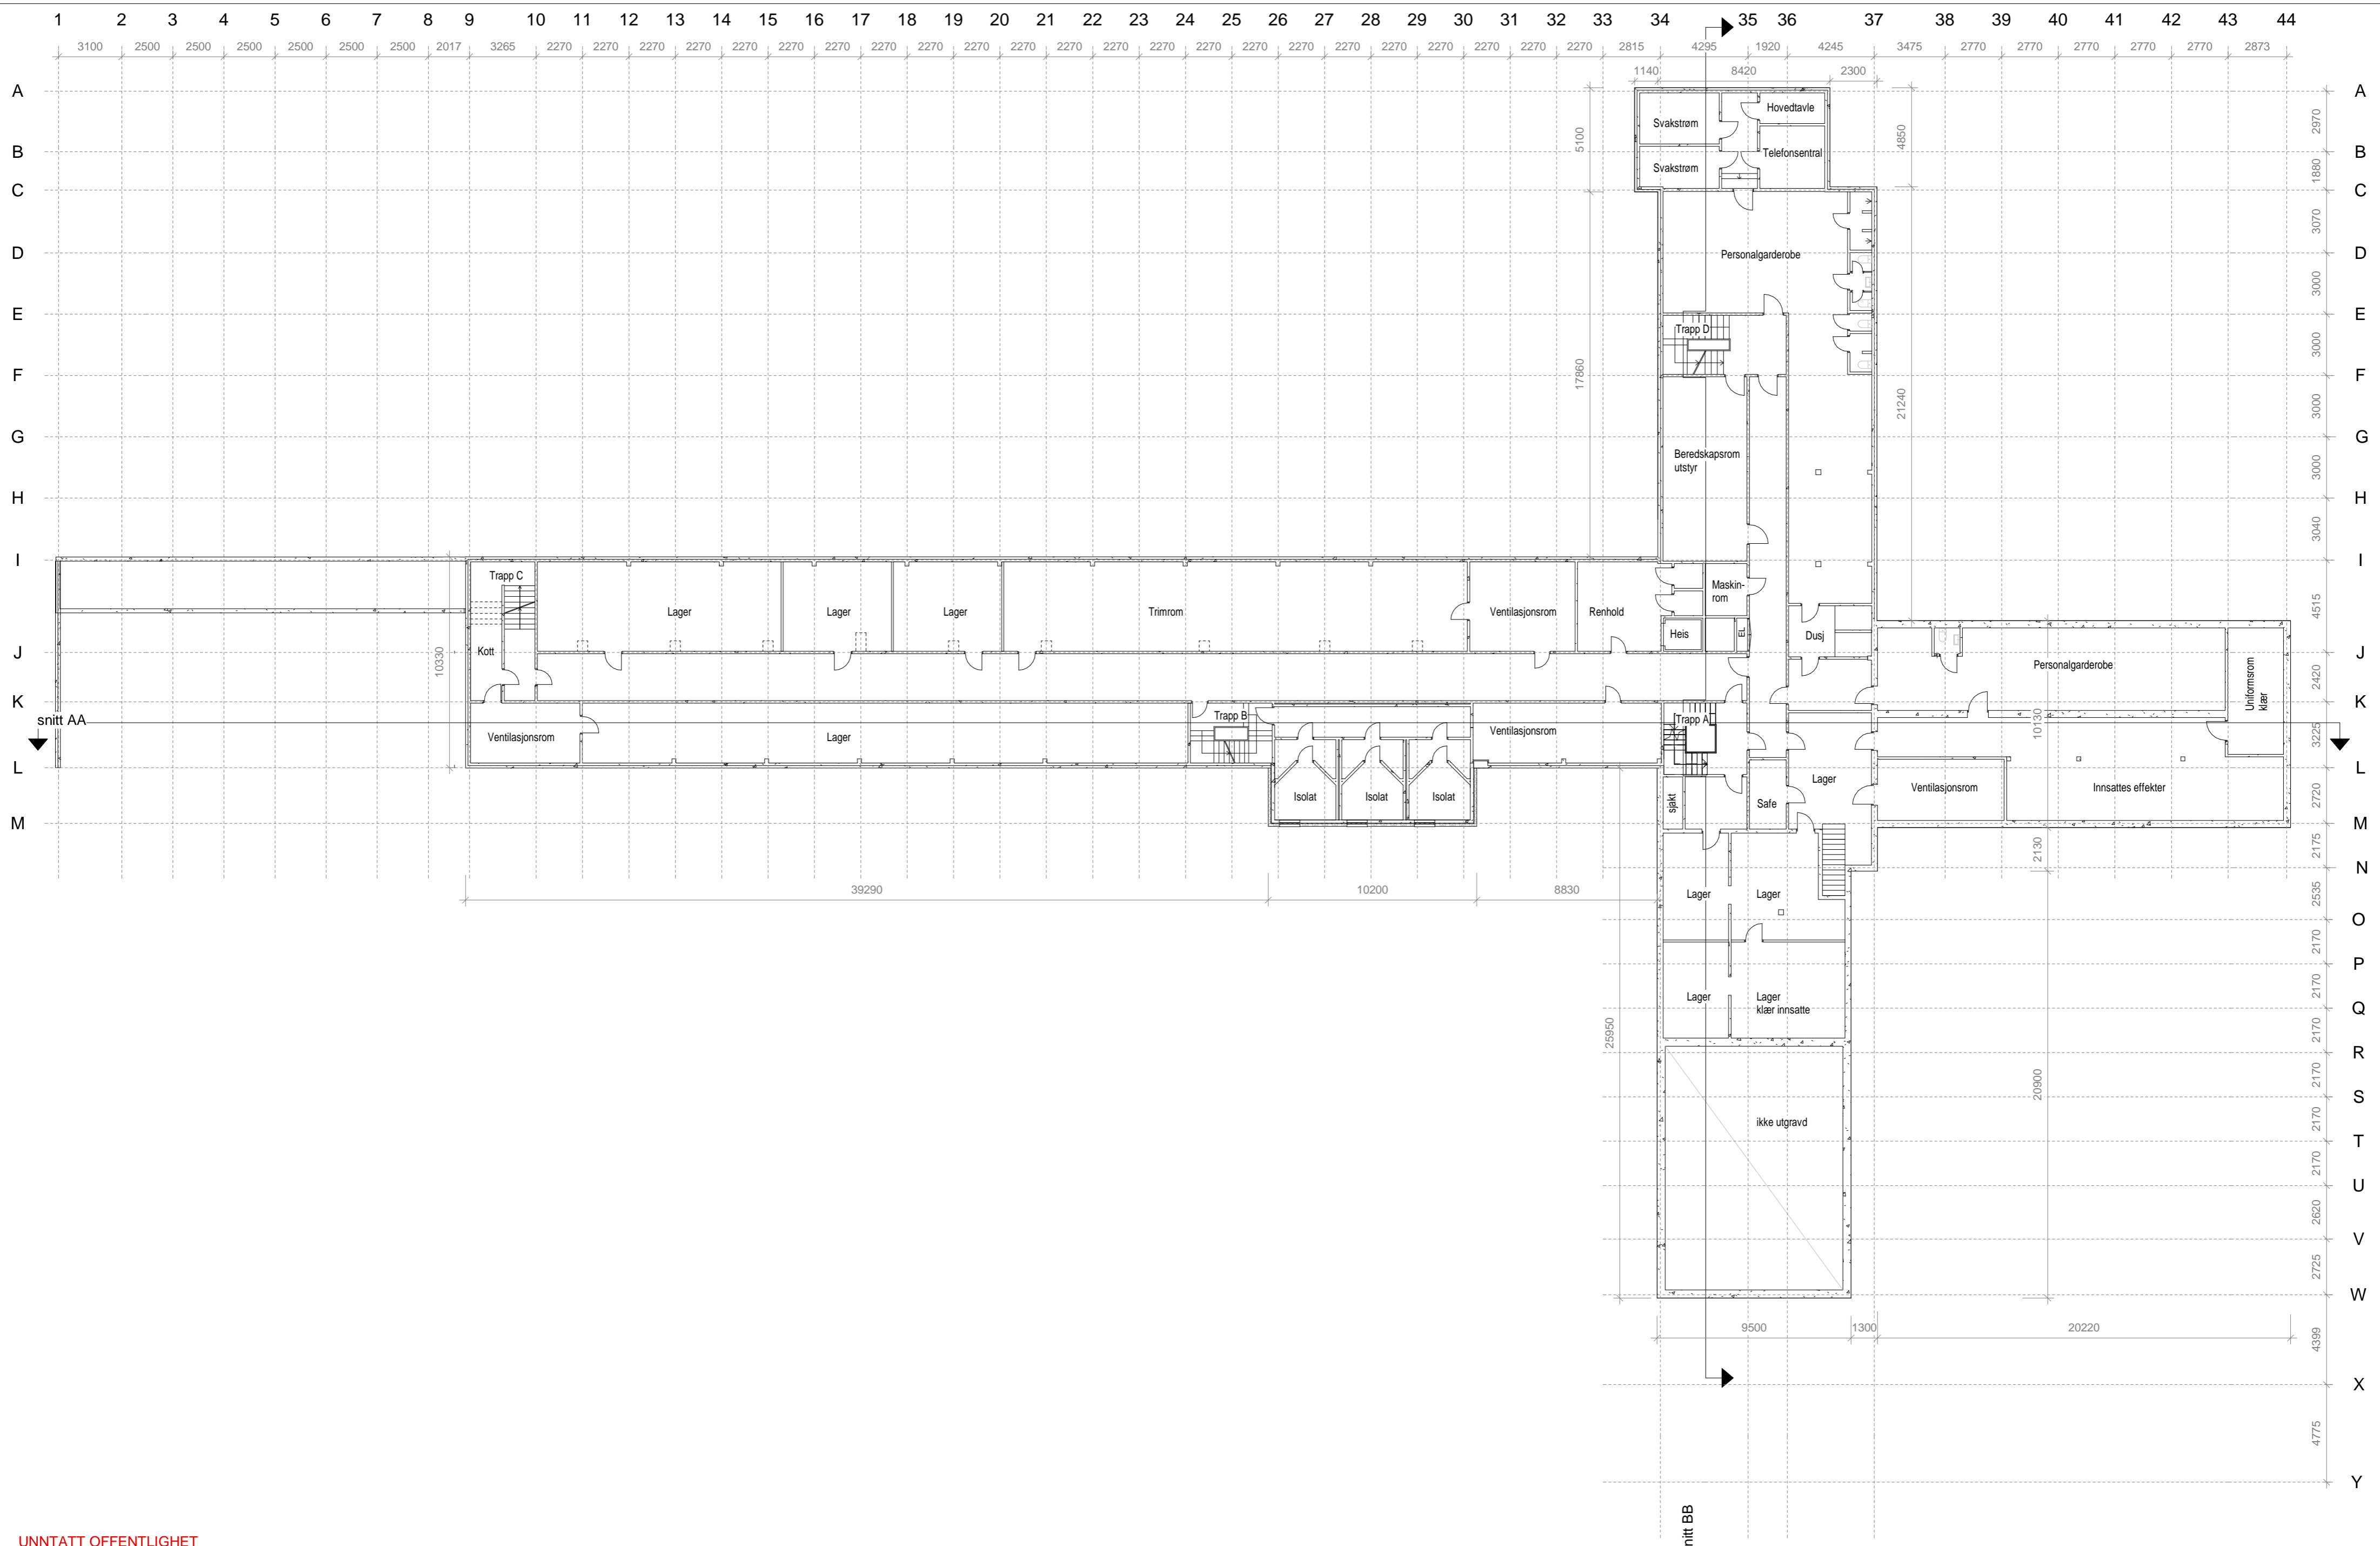 1 2 3 4 5 6 7 8 9 10 11 12 13 14 15 16 17 18 19 20 21 22 23 24 25 26 27 28 29 30 31 32 33 34 35 36 37 38 39 40 41 42 43 44
3100 2500 2500 2500 2500 2500 2500 2017 3265 2270 2270 2270 2270 2270 2270 2270 2270 2270 2270 2270 2270 2270 2270 2270 2270 2270 2270 2270 2270 2270 2270 2270 2815 4295 1920 4245 3475 2770 2770 2770 2770 2770 2873
1140 8420 2300
A A
2970
Hovedtavle
Svakstrøm
5100
4850
B B
Telefonsentral
Svakstrøm
1880
C C
3070
D D
Personalgarderobe
3000
E E
Trapp D
3000
F F
17860
21240
3000
G G
Beredskapsrom
utstyr
3000
H H
3040
I I
Trapp C
Maskin-
rom
4515
Lager
Lager
Lager
Trimrom
Ventilasjonsrom
Renhold
Heis
EL
Dusj
J J
Kott
10330
Personalgarderobe
2420
Uniformsrom
klær
K K
snitt AA
Trapp B
Trapp A
10130
3225
Ventilasjonsrom
Lager
Ventilasjonsrom
L L
Lager
Isolat
Isolat
Isolat
sjakt
Safe
Ventilasjonsrom
Innsattes effekter
2720
M M
2130
2175
N N
39290 10200 8830
Lager
Lager
2535
O O
2170
P P
2170
Lager
Lager
klær innsatte
Q Q
25950
2170
R R
2170
20900
S S
ikke utgravd
2170
T T
2170
U U
2620
V V
2725
W W
9500 1300 20220
4399
X X
4775
Y Y
nitt BB
UNNTATT OFFENTLIGHET